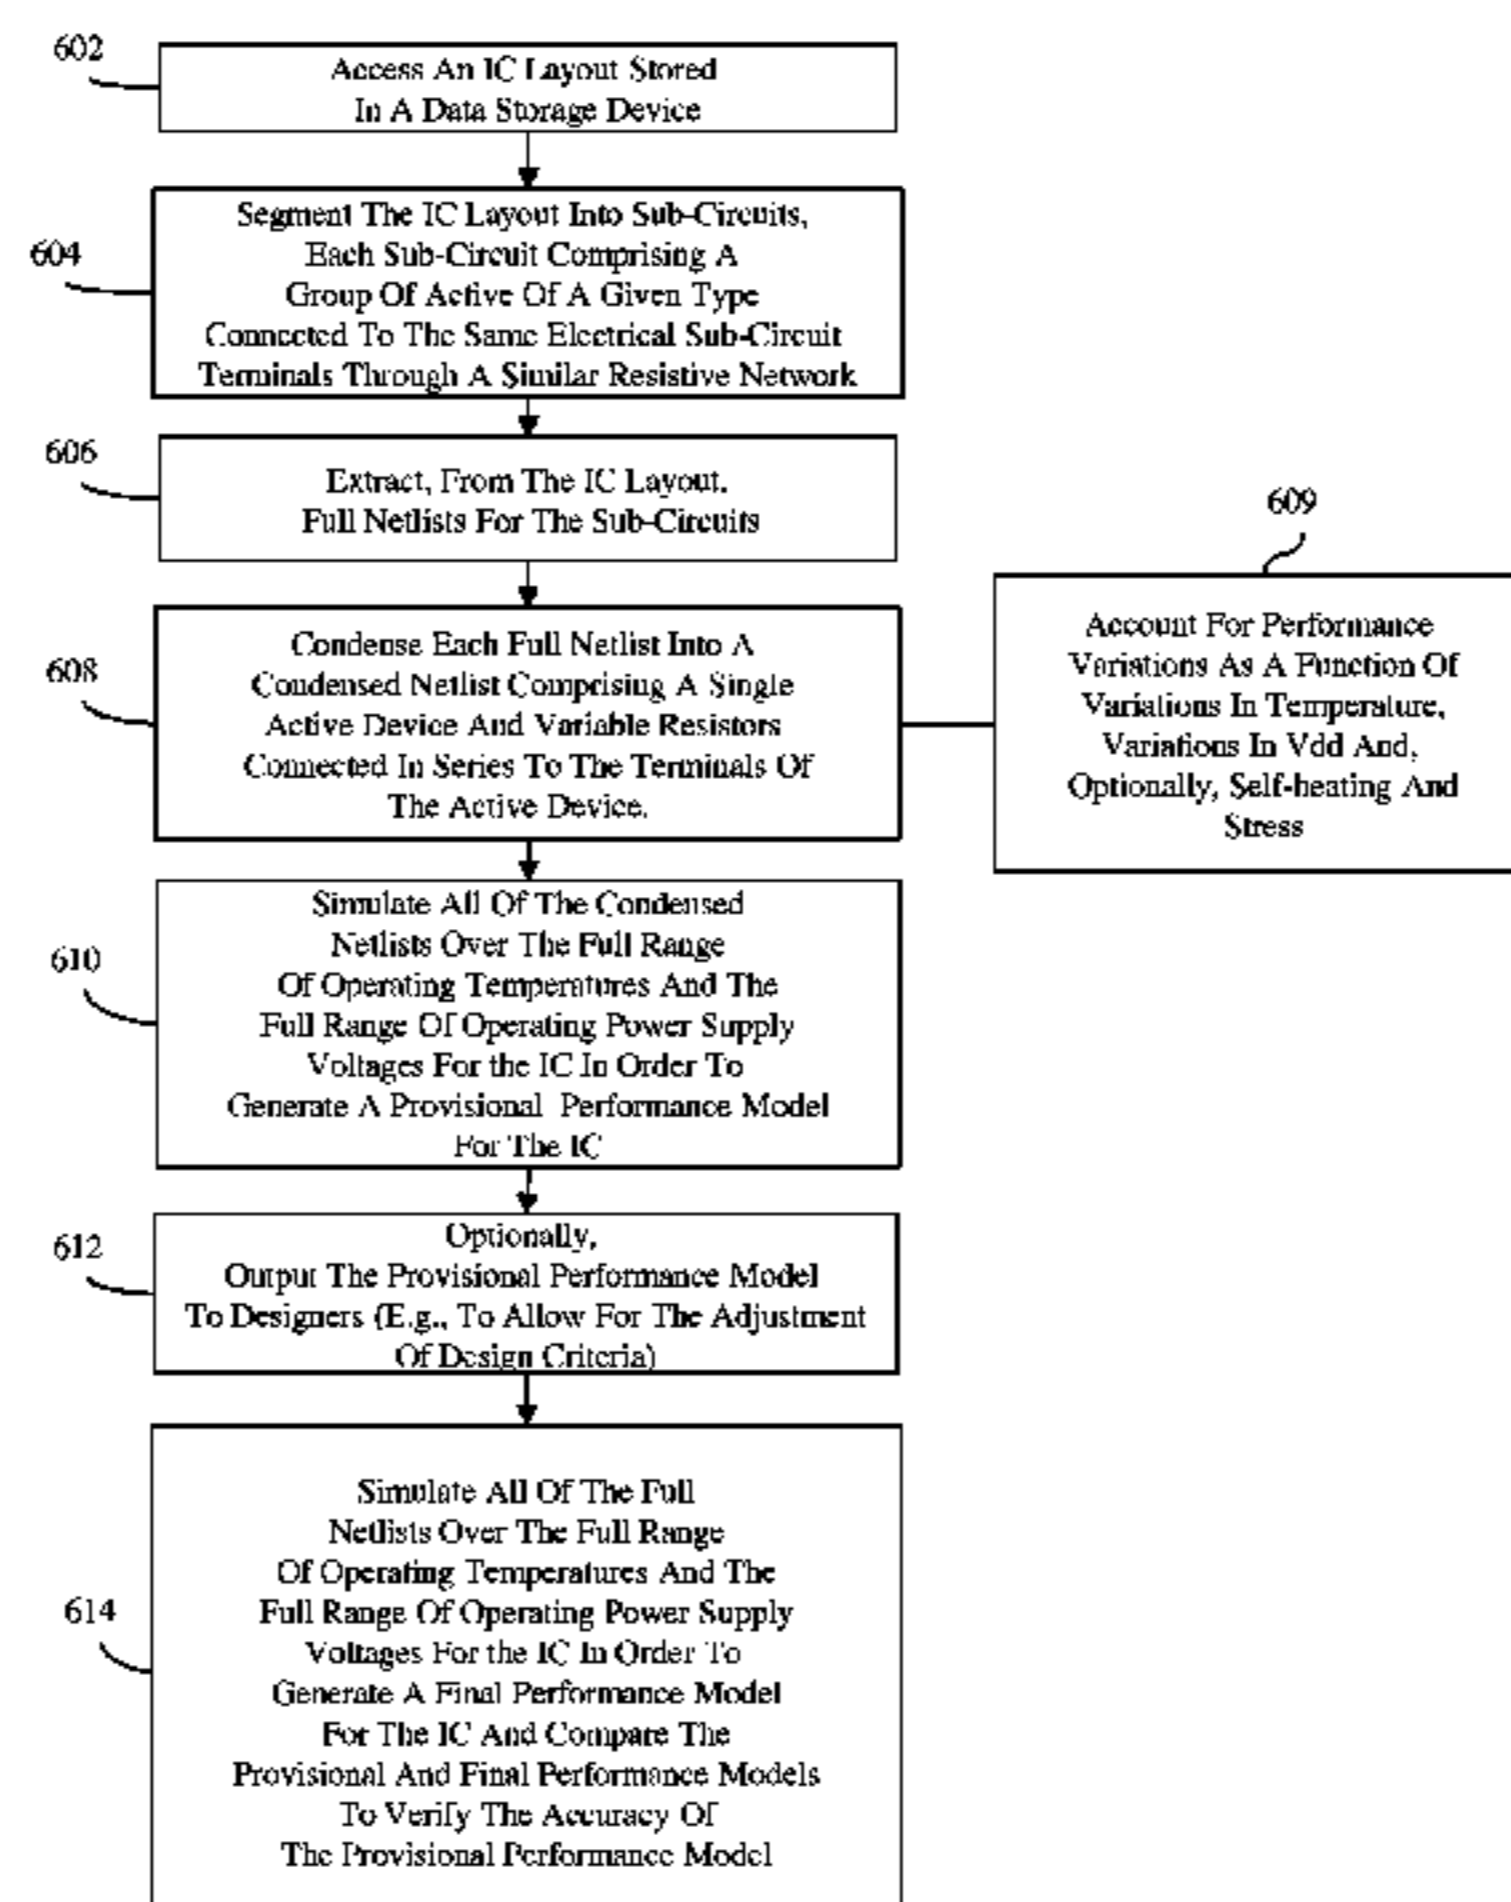 602
Access An IC Layout Stored
In A Data Storage Device
604
Segment The IC Layout Into Sub-Circuits,
Each Sub-Circuit Comprising A
Group Of Active Of A Given Type
Connected To The Same Electrical Sub-Circuit
Terminals Through A Similar Resistive Network
606
Extract, From The IC Layout.
Full Netlists For The Sub-Circuits
608
Condense Each Full Netlist Into A
Condensed Netlist Comprising A Single
Active Device And Variable Resistors
Connected In Series To The Terminals Of
The Active Device.
609
Account For Performance
Variations As A Function Of
Variations In Temperature,
Variations In Vdd And,
Optionally, Self-heating And
Stress
610
Simulate All Of The Condensed
Netlists Over The Full Range
Of Operating Temperatures And The
Full Range Of Operating Power Supply
Voltages For the IC In Order To
Generate A Provisional Performance Model
For The IC
612
Optionally,
Output The Provisional Performance Model
To Designers (E.g., To Allow For The Adjustment
Of Design Criteria)
614
Simulate All Of The Full
Netlists Over The Full Range
Of Operating Temperatures And The
Full Range Of Operating Power Supply
Voltages For the IC In Order To
Generate A Final Performance Model
For The IC And Compare The
Provisional And Final Performance Models
To Verify The Accuracy Of
The Provisional Performance Model